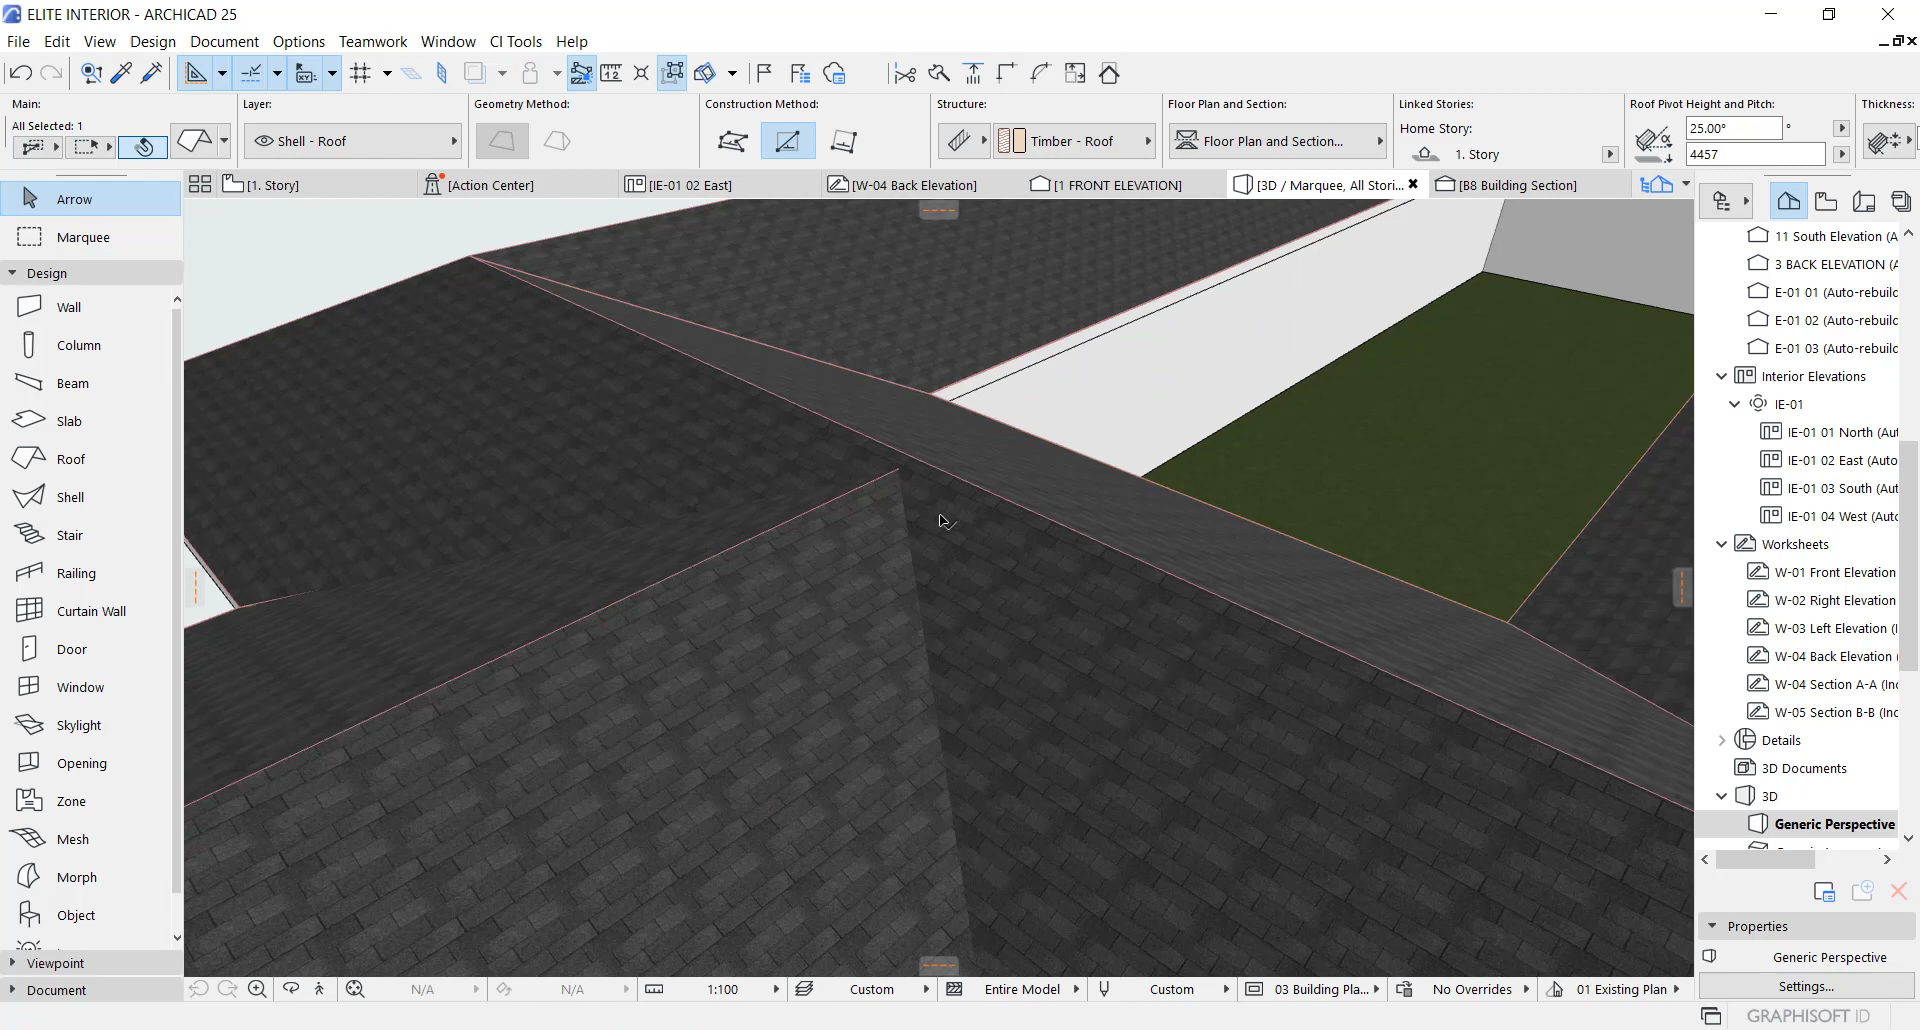 ELITE INTERIOR - ARCHICAD 25
File Edit View Design Document Options Teamwork Window CI Tools Help
Main: Layer: Geometry Method: Construction Method: Structure: Floor Plan and Section: Linked Stories: Roof Pivot Height and Pitch: Thickness:
All Selected: 1
Shell - Roof
Timber - Roof
Floor Plan and Section...
Home Story:
1. Story
25.00°
°
4457
[1. Story]
[Action Center]
[IE-01 02 East]
[W-04 Back Elevation]
[1 FRONT ELEVATION]
[3D / Marquee, All Stori...
[B8 Building Section]
Arrow
Marquee
Design
Wall
Column
Beam
Slab
Roof
Shell
Stair
Railing
Curtain Wall
Door
Window
Skylight
Opening
Zone
Mesh
Morph
Object
Viewpoint
Document
11 South Elevation (A
3 BACK ELEVATION (A
E-01 01 (Auto-rebuilc
E-01 02 (Auto-rebuilc
E-01 03 (Auto-rebuilc
Interior Elevations
IE-01
IE-01 01 North (Aut
IE-01 02 East (Auto
IE-01 03 South (Aut
IE-01 04 West (Auto
Worksheets
W-01 Front Elevation
W-02 Right Elevation
W-03 Left Elevation (I
W-04 Back Elevation (
W-04 Section A-A (Inc
W-05 Section B-B (Inc
Details
3D Documents
3D
Generic Perspective
Properties
Generic Perspective
Settings...
N/A N/A 1:100 Custom Entire Model Custom 03 Building Pla... No Overrides 01 Existing Plan
GRAPHISOFT ID